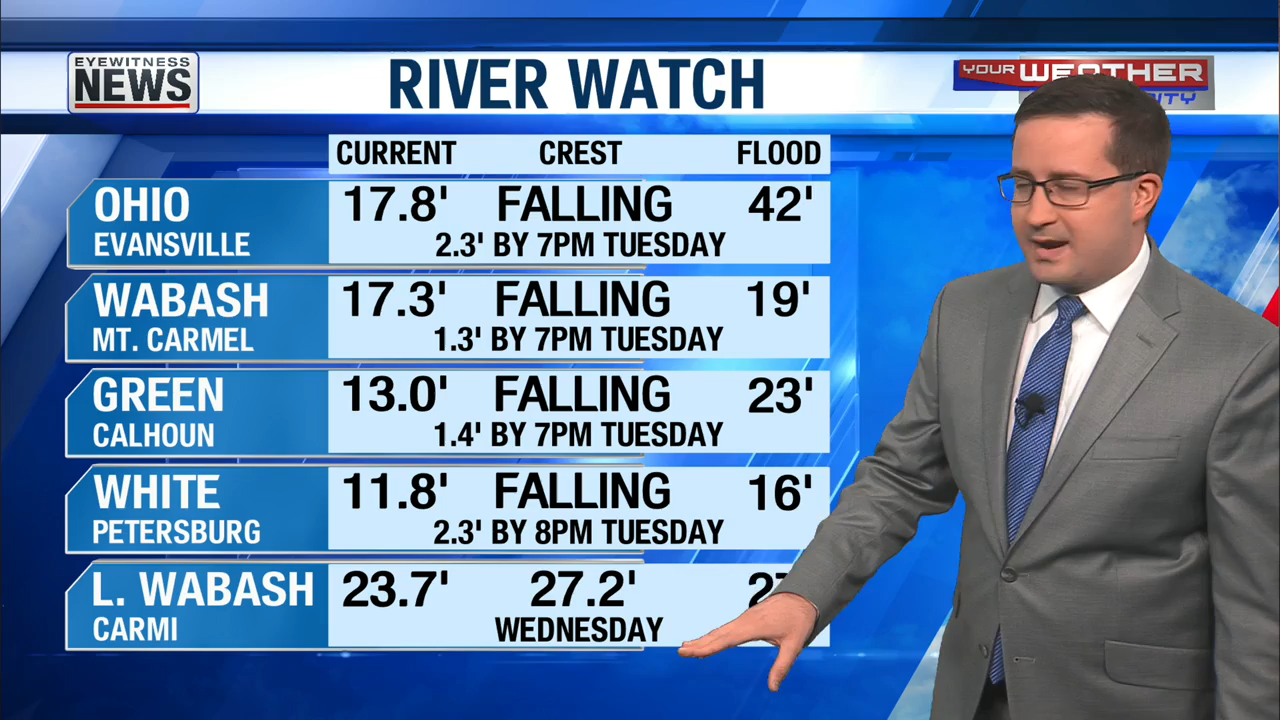 EYEWITNESS
NEWS
RIVER WATCH
YOUR WEATHER
CURRENT CREST FLOOD
OHIO 17.8' FALLING 42'
EVANSVILLE 2.3' BY 7PM TUESDAY
WABASH 17.3' FALLING 19'
MT. CARMEL 1.3' BY 7PM TUESDAY
GREEN 13.0' FALLING 23'
CALHOUN 1.4' BY 7PM TUESDAY
WHITE 11.8' FALLING 16'
PETERSBURG 2.3' BY 8PM TUESDAY
L. WABASH 23.7' 27.2'
CARMI WEDNESDAY